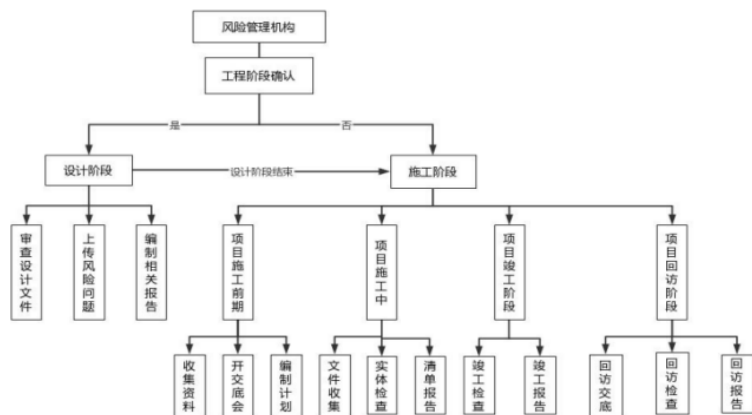 风险管理机构
工程阶段确认
是
否
设计阶段
设计阶段结束
施工阶段
审查设计文件
上传风险问题
编制相关报告
项目施工前期
项目施工中
项目竣工阶段
项目回访阶段
收集资料
开交底会
编制计划
文件收集
实体检查
清单报告
竣工检查
竣工报告
回访交底
回访检查
回访报告